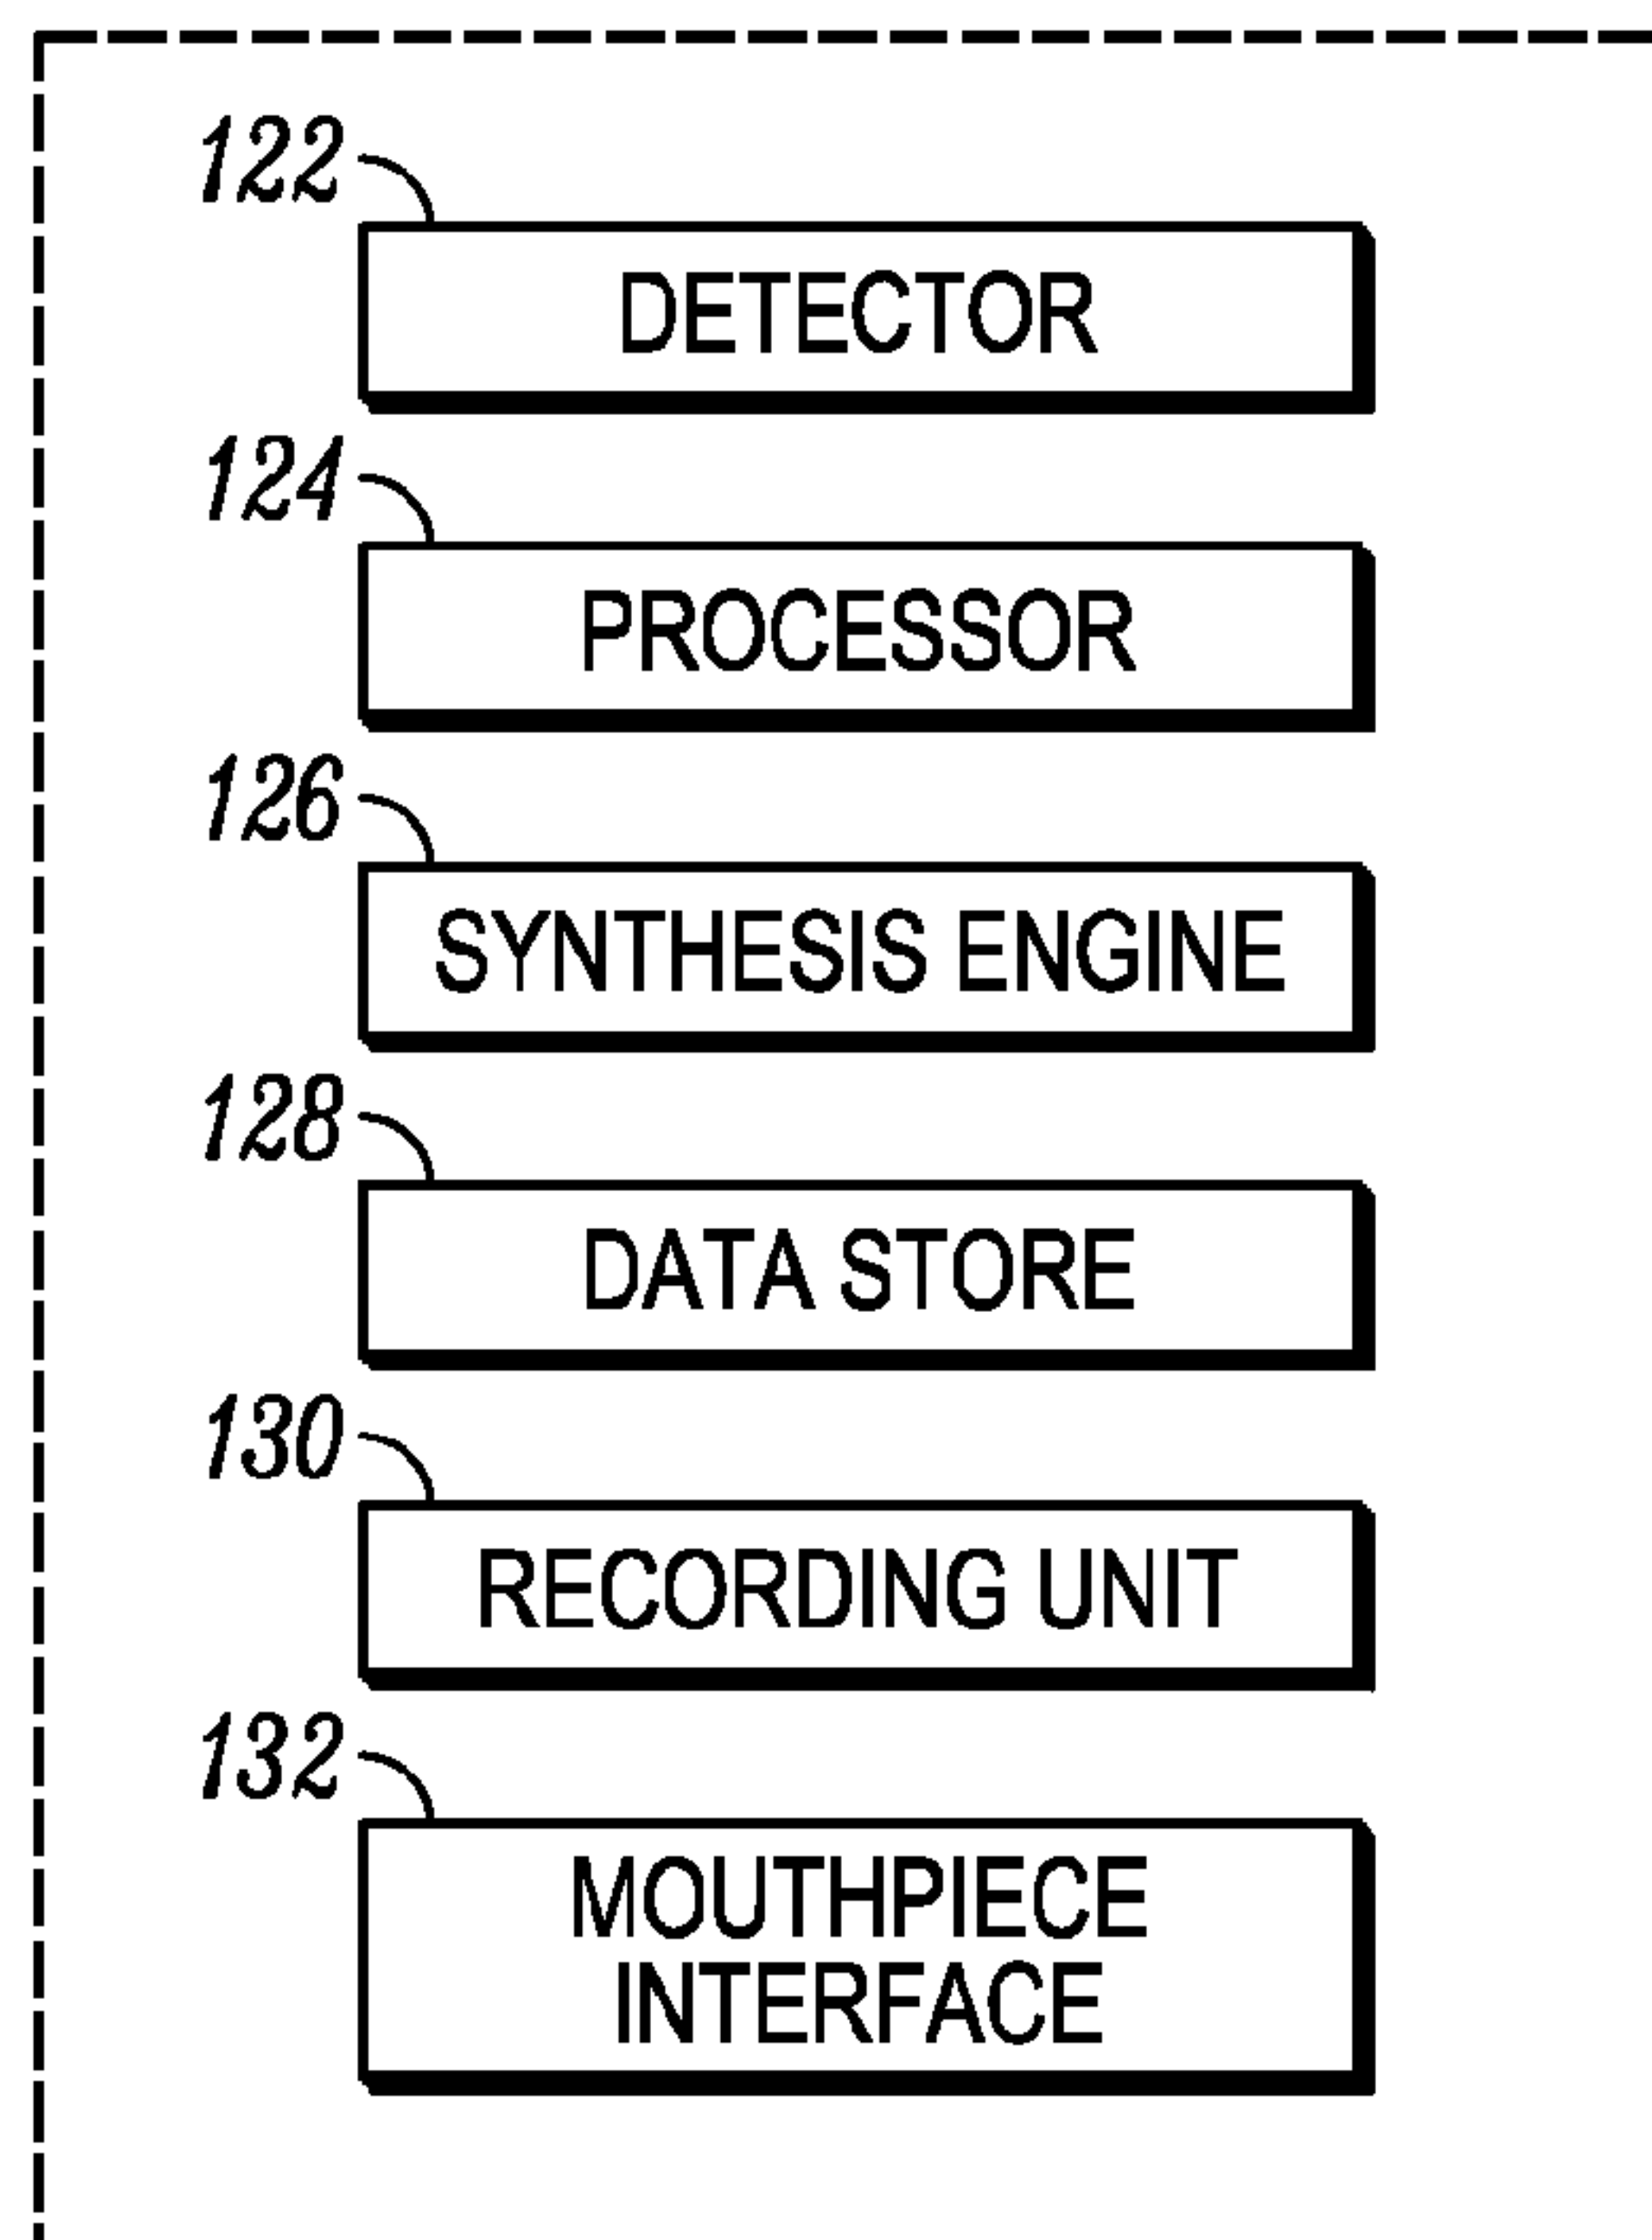 122
DETECTOR
124
PROCESSOR
126
SYNTHESIS ENGINE
128
DATA STORE
130
RECORDING UNIT
132
MOUTHPIECE
INTERFACE